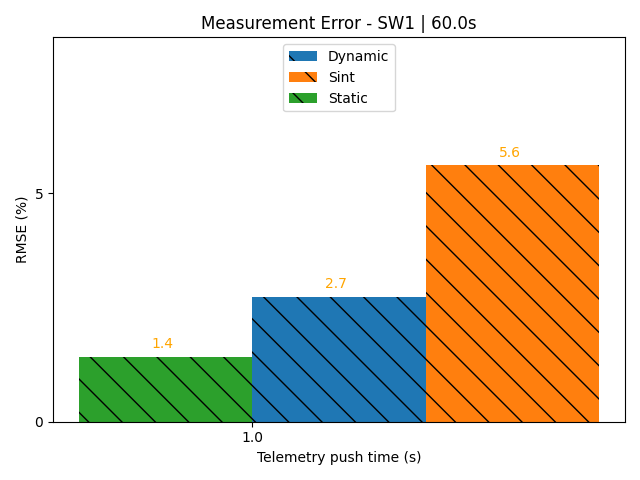 Measurement Error - SW1 | 60.0s
Dynamic
Sint
Static
5.6
5
2.7
1.4
0
1.0
RMSE (%)
Telemetry push time (s)